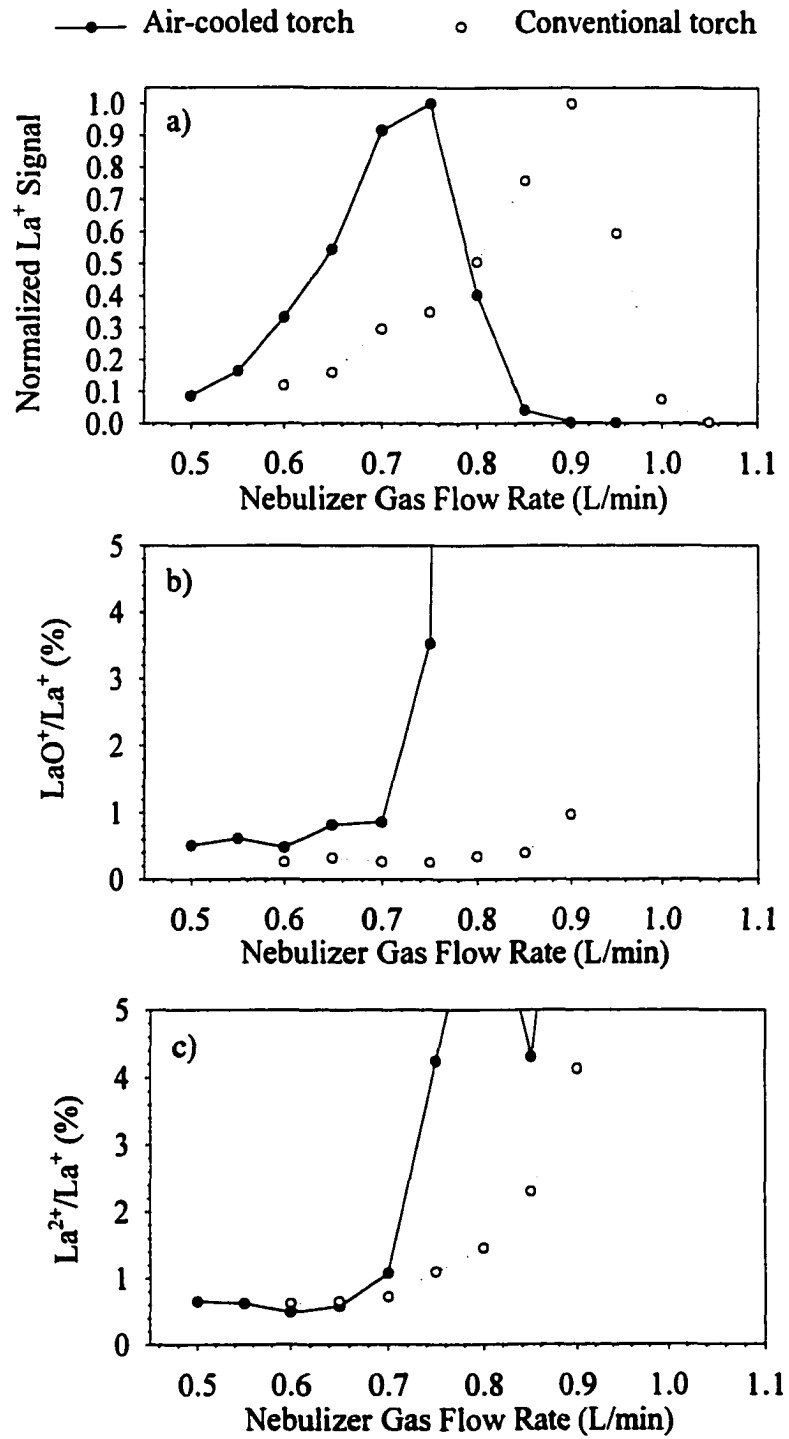 Air-cooled torch Conventional torch
a)
Normalized La⁺ Signal
1.0
0.9
0.8
0.7
0.6
0.5
0.4
0.3
0.2
0.1
0.0
0.5 0.6 0.7 0.8 0.9 1.0 1.1
Nebulizer Gas Flow Rate (L/min)
b)
LaO⁺/La⁺ (%)
5
4
3
2
1
0
0.5 0.6 0.7 0.8 0.9 1.0 1.1
Nebulizer Gas Flow Rate (L/min)
c)
La²⁺/La⁺ (%)
5
4
3
2
1
0
0.5 0.6 0.7 0.8 0.9 1.0 1.1
Nebulizer Gas Flow Rate (L/min)